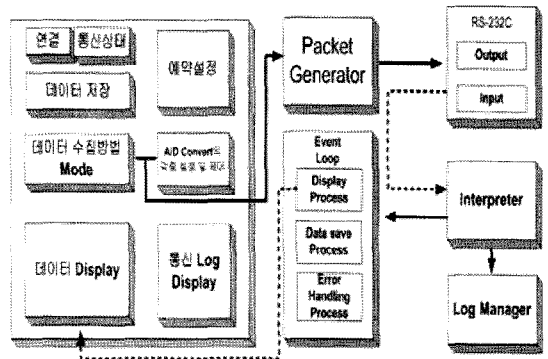 연결
통신상태
데이터 저장
예약설정
데이터 수집방법
Mode
A/D Convert의
데이터 Display
통신 Log
Display
Packet
Generator
Event
Loop
Display
Process
Data save
Process
Error
Handling
Process
RS-232C
Output
Input
Interpreter
Log Manager